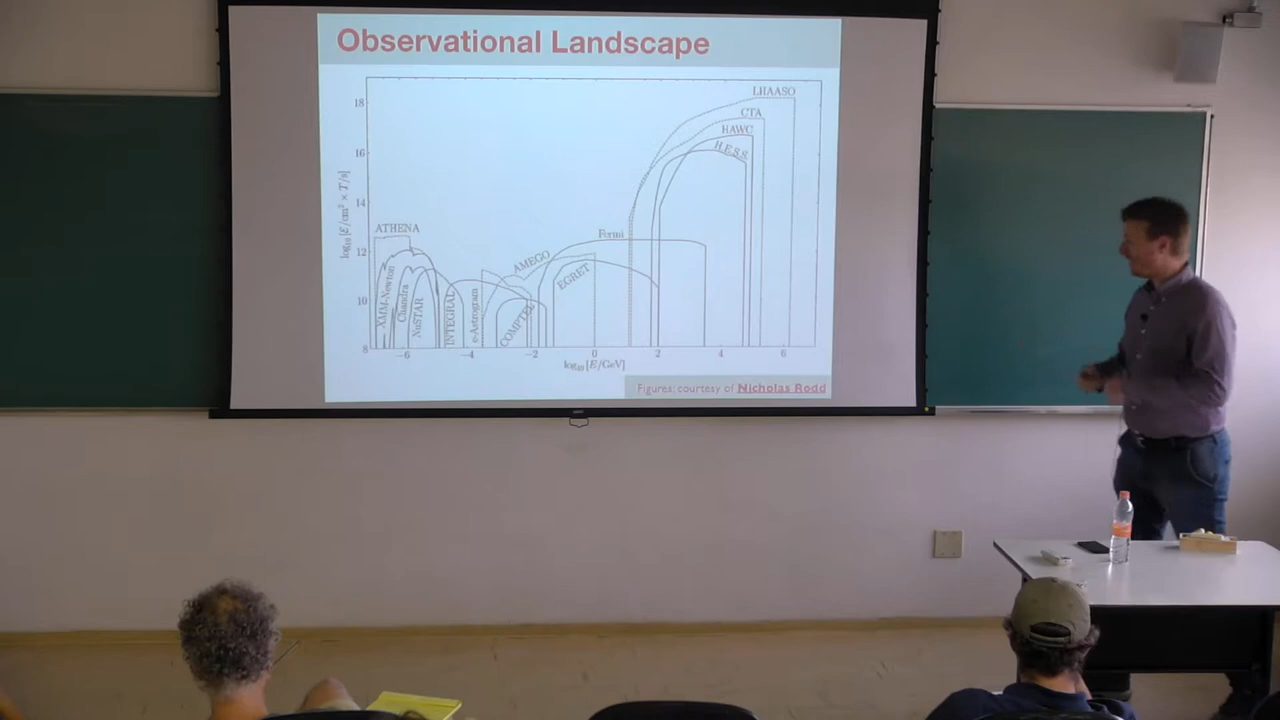 Observational Landscape
LHAASO
CTA
HAWC
H.E.S.S.
ATHENA
Fermi
AMEGO
EGRET
XMM-Newton
Chandra
NuSTAR
INTEGRAL
e-Astrogram
COMPTEL
log₁₀[E/cm² × T/s]
18
16
14
12
10
8
−6
−4
−2
0
2
4
6
log₁₀[E/GeV]
Figures: courtesy of Nicholas Rodd